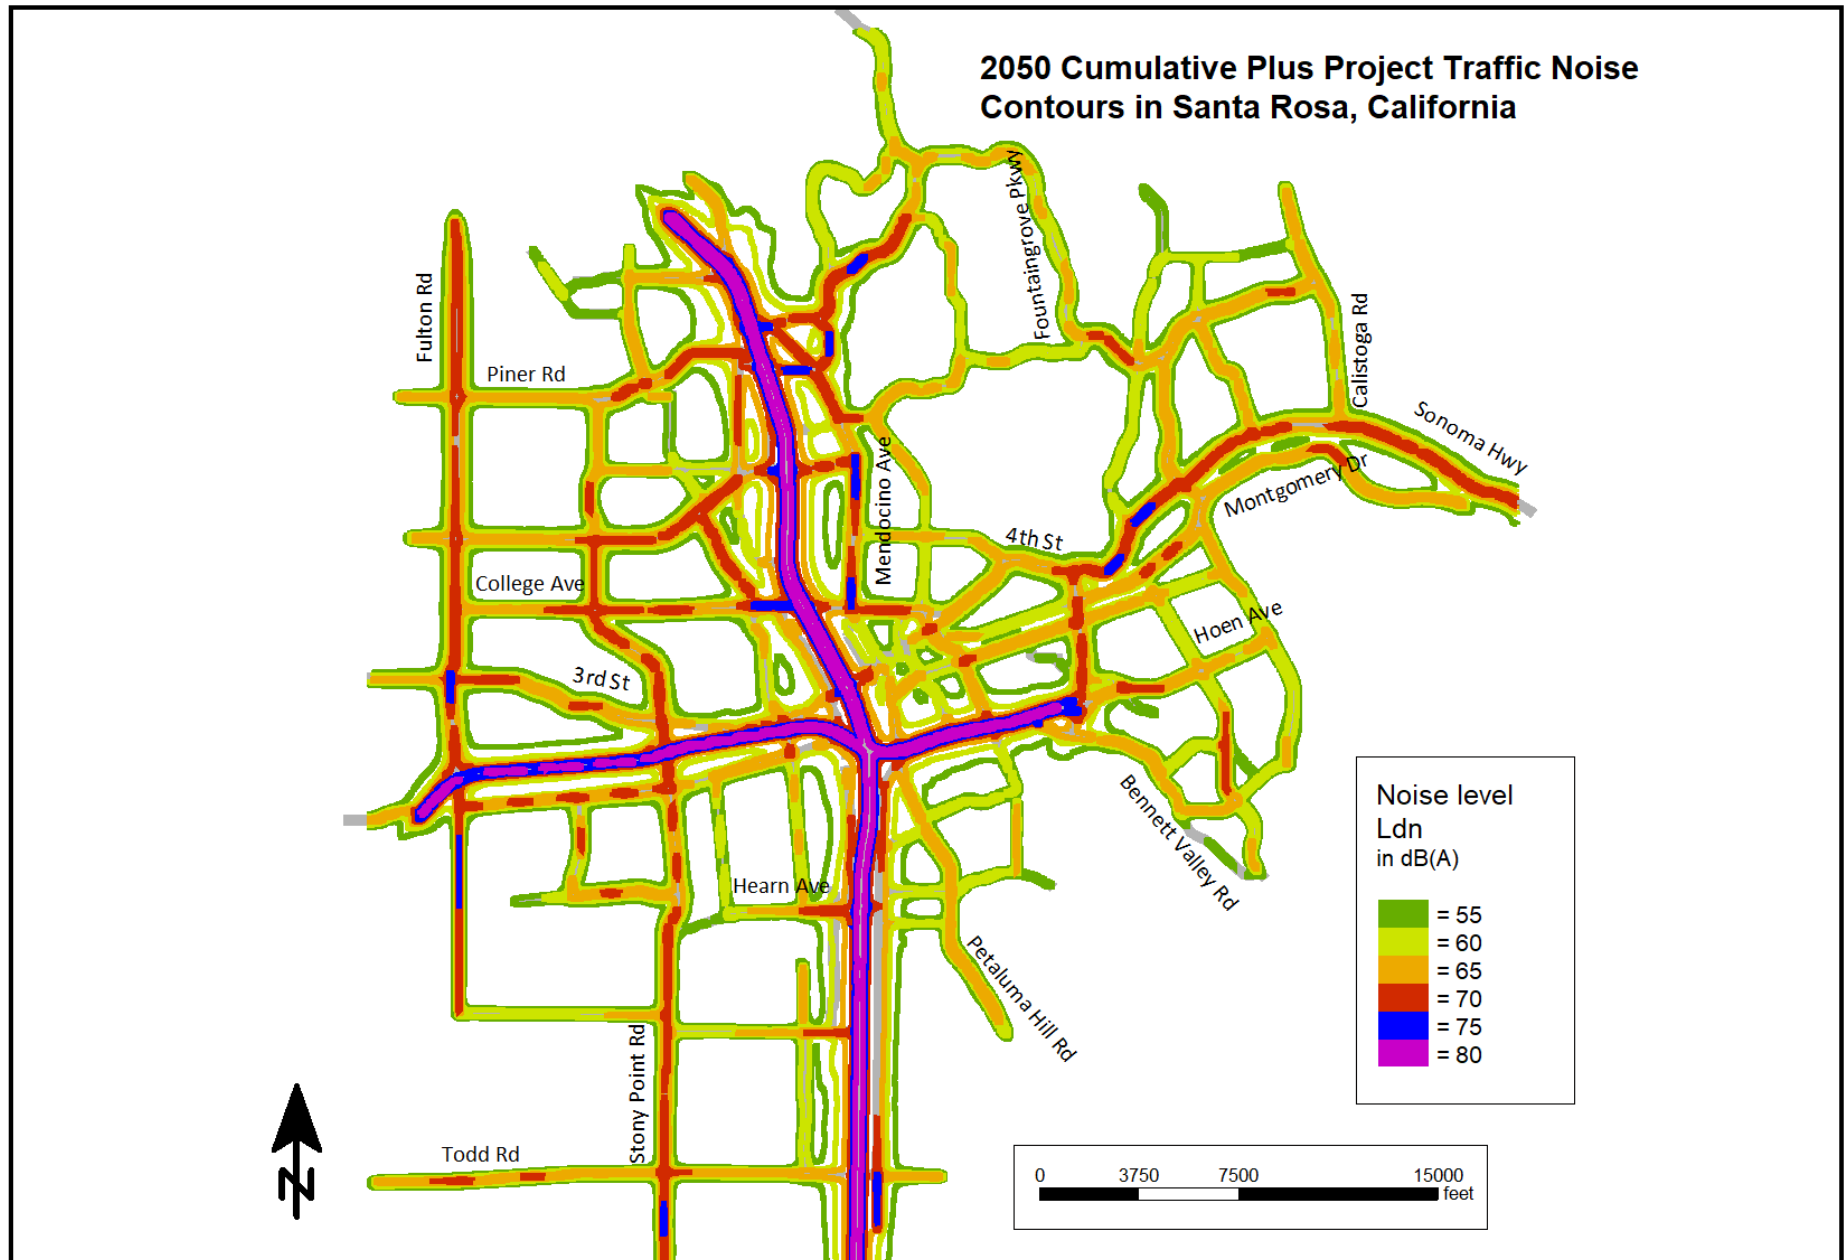 2050 Cumulative Plus Project Traffic Noise
Contours in Santa Rosa, California
Fulton Rd
Piner Rd
Fountaingrove Pkwy
Calistoga Rd
Sonoma Hwy
Montgomery Dr
Mendocino Ave
4th St
College Ave
Hoen Ave
3rd St
Bennett Valley Rd
Hearn Ave
Petaluma Hill Rd
Stony Point Rd
Todd Rd
Noise level
Ldn
in dB(A)
= 55
= 60
= 65
= 70
= 75
= 80
N
0 3750 7500 15000
feet